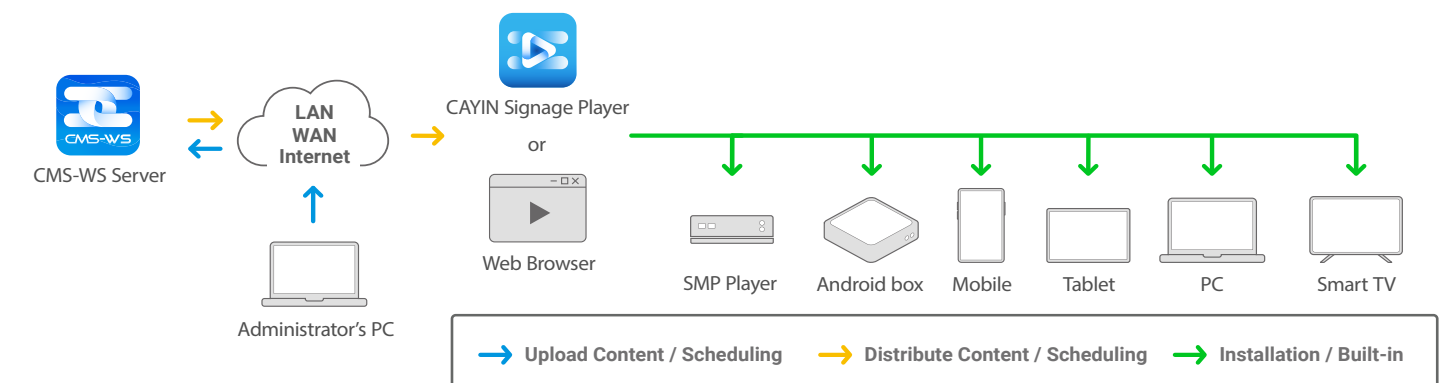 CMS-WS
CMS-WS Server
LAN
WAN
Internet
Administrator's PC
CAYIN Signage Player
or
Web Browser
SMP Player
Android box
Mobile
Tablet
PC
Smart TV
Upload Content / Scheduling
Distribute Content / Scheduling
Installation / Built-in